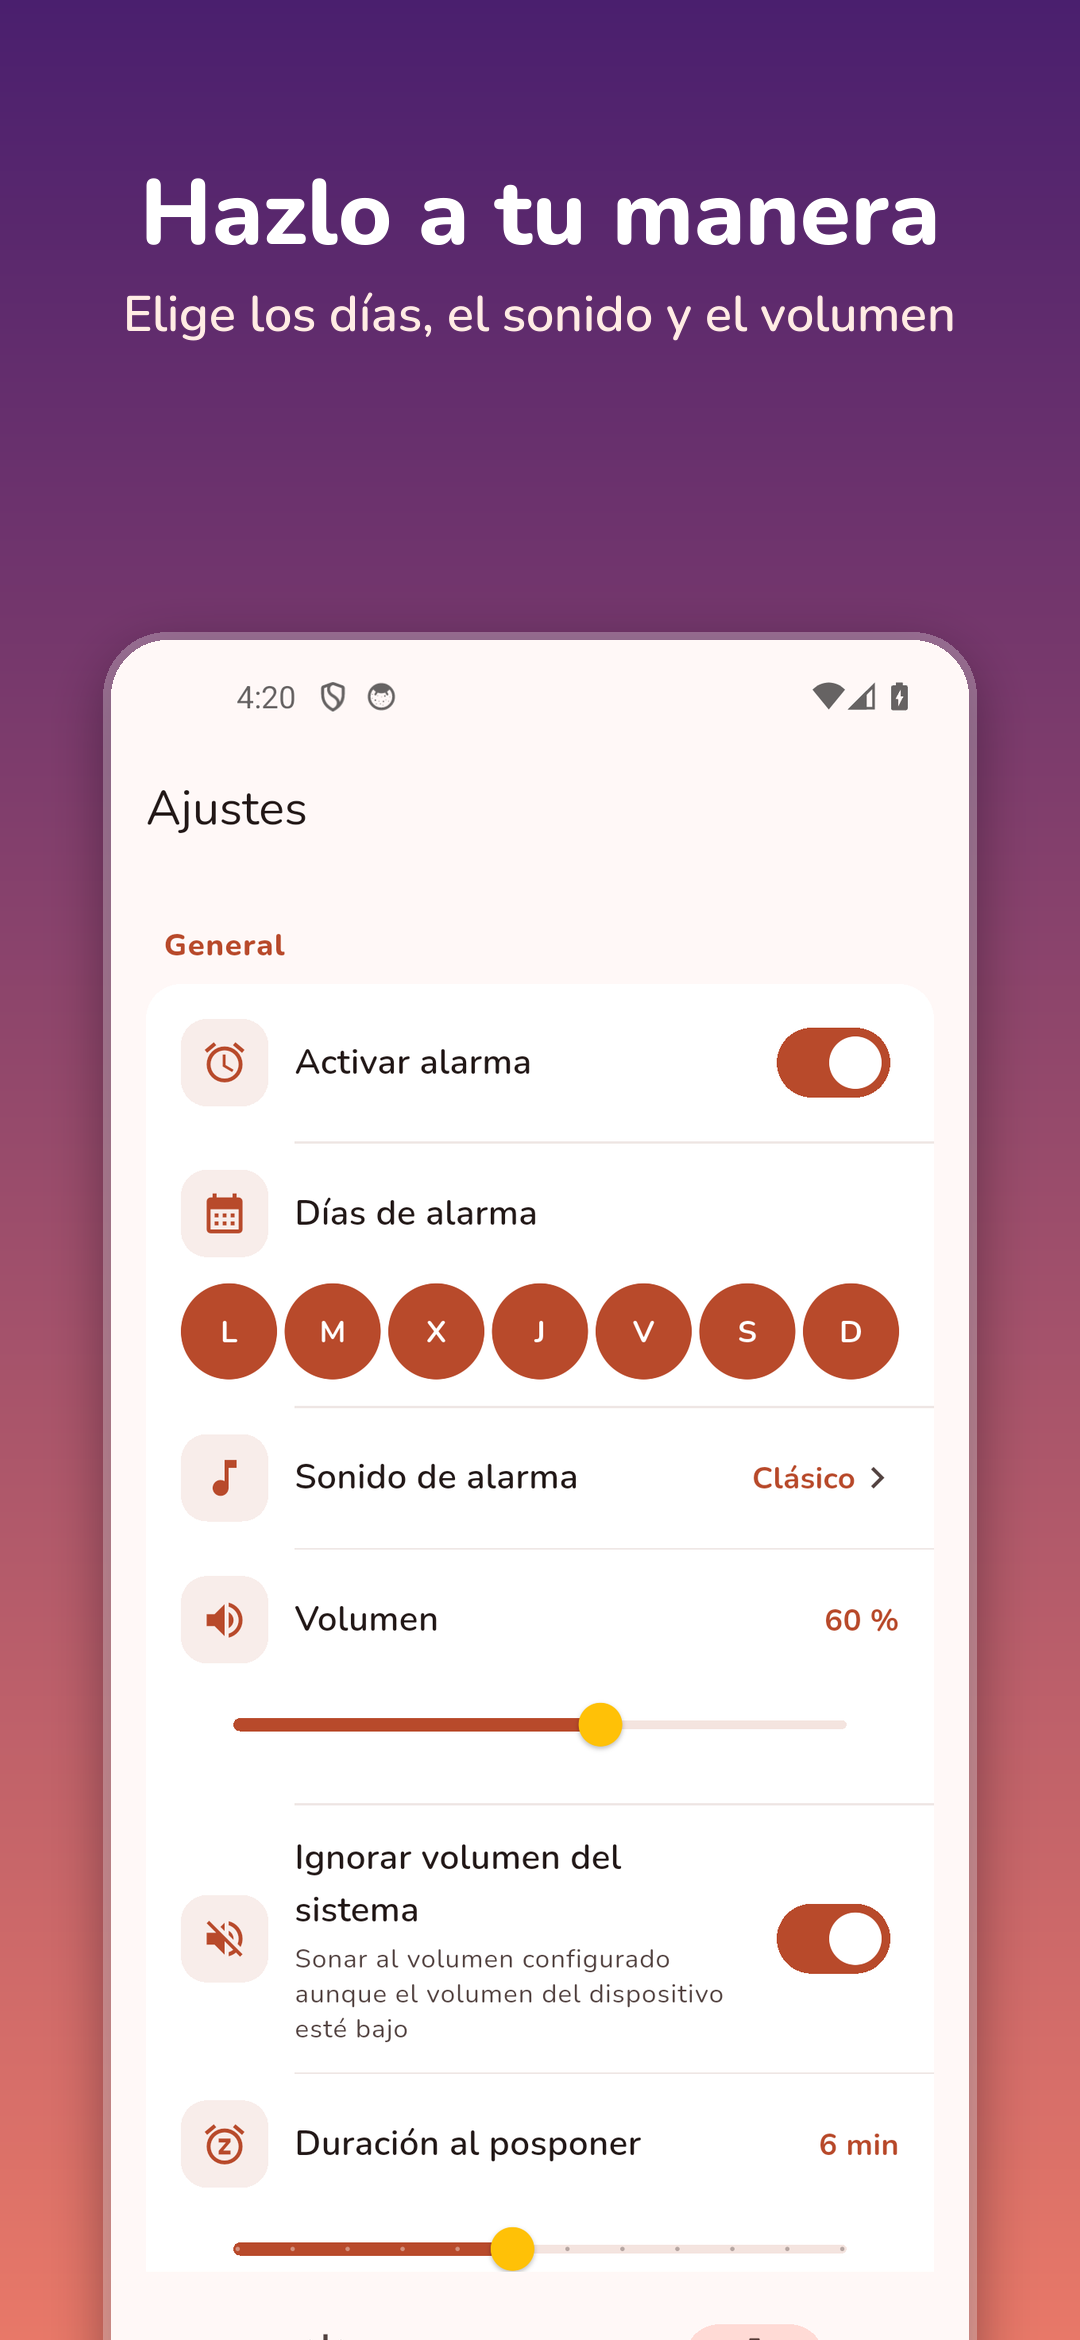 Hazlo a tu manera
Elige los días, el sonido y el volumen
4:20
Ajustes
General
Activar alarma
Días de alarma
L M X J V S D
Sonido de alarma Clásico
Volumen 60 %
Ignorar volumen del
sistema
Sonar al volumen configurado
aunque el volumen del dispositivo
esté bajo
Duración al posponer 6 min